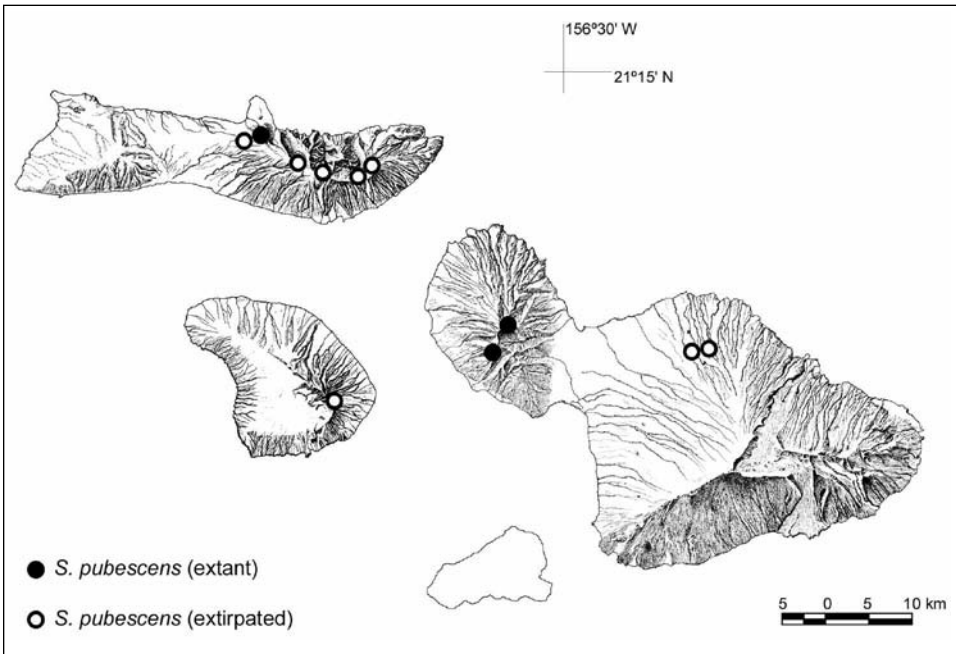 156º30' W
21º15' N
S. pubescens (extant)
S. pubescens (extirpated)
5 0 5 10 km